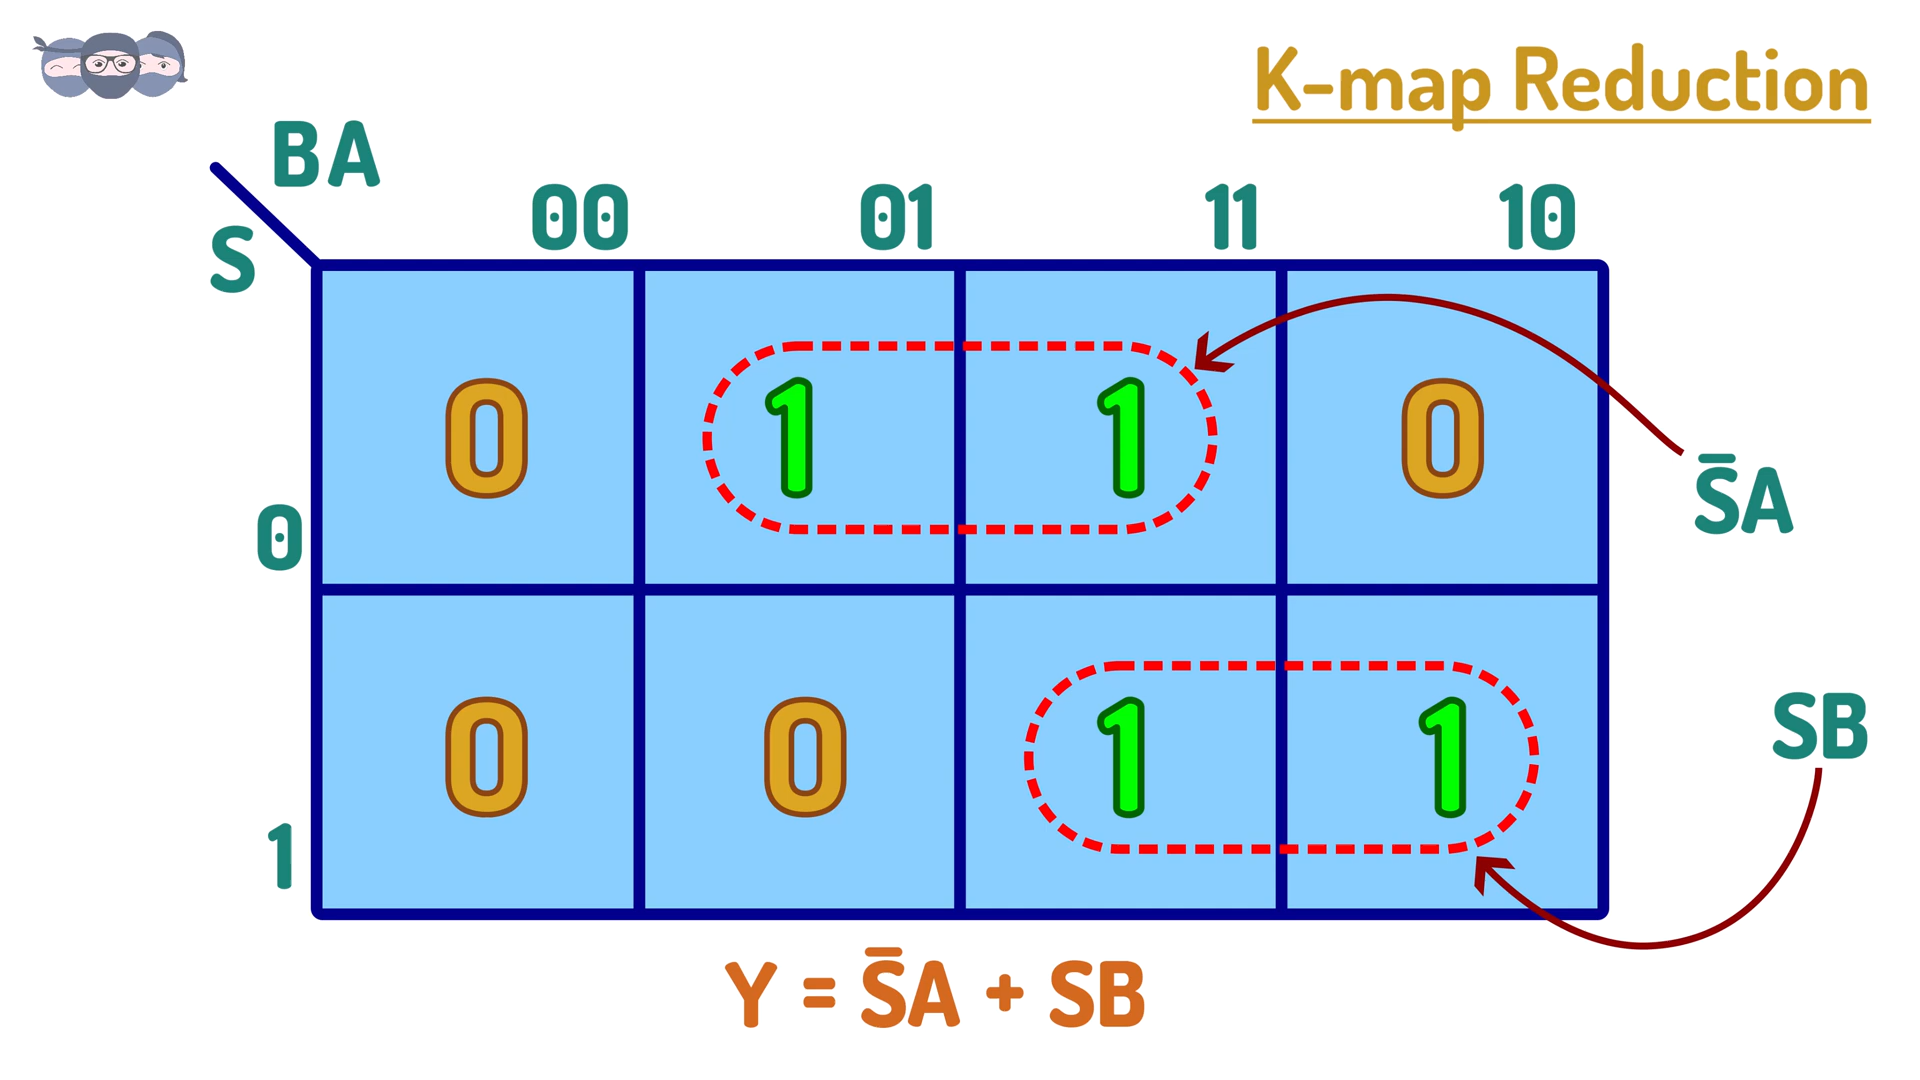 K-map Reduction
BA
S
00 01 11 10
0 1 1 0
S̄A
0
SB
0 0 1 1
1
Y = S̄A + SB